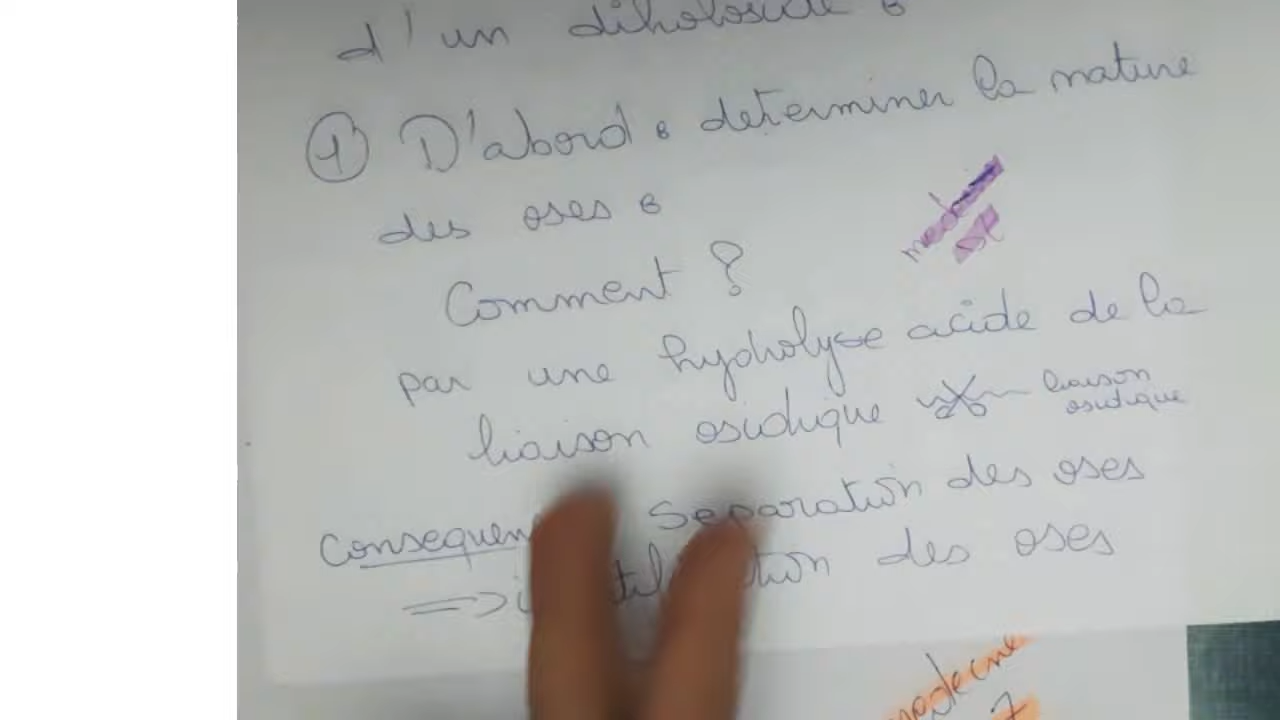 d'un diholoside :
① D'abord : determiner la nature
des oses :
Comment ?
par une hydrolyse acide de la
liaison osidique liaison
osidique
Separation des oses
=> des oses